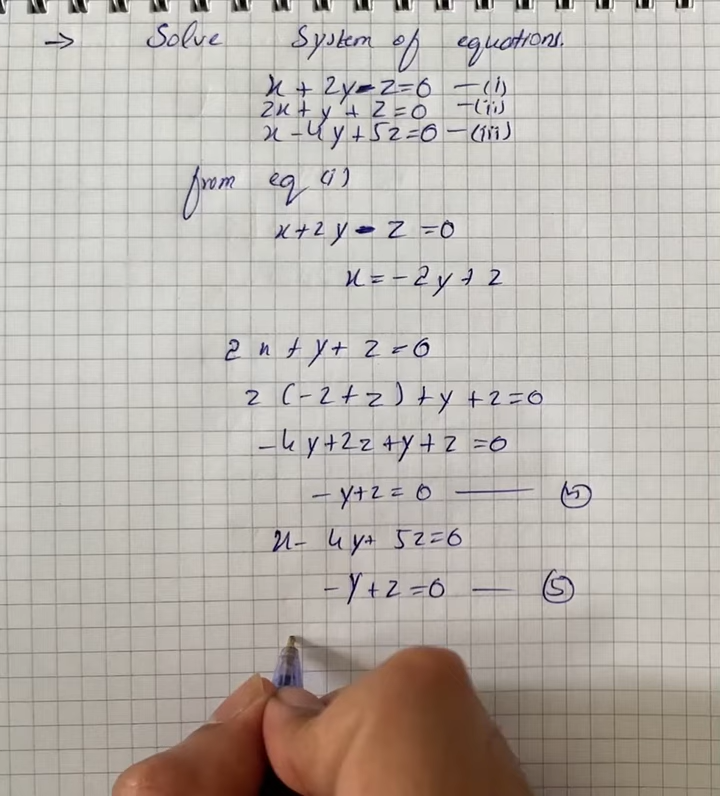 → Solve System of equations.
x + 2y - z = 0 — (i)
2x + y + z = 0 — (ii)
x - 4y + 5z = 0 — (iii)
from eq (i)
x + 2y - z = 0
x = -2y + z
2x + y + z = 0
2 (-2 + z) + y + z = 0
-4y + 2z + y + z = 0
-y + z = 0 — ④
x - 4y + 5z = 0
-y + z = 0 — ⑤